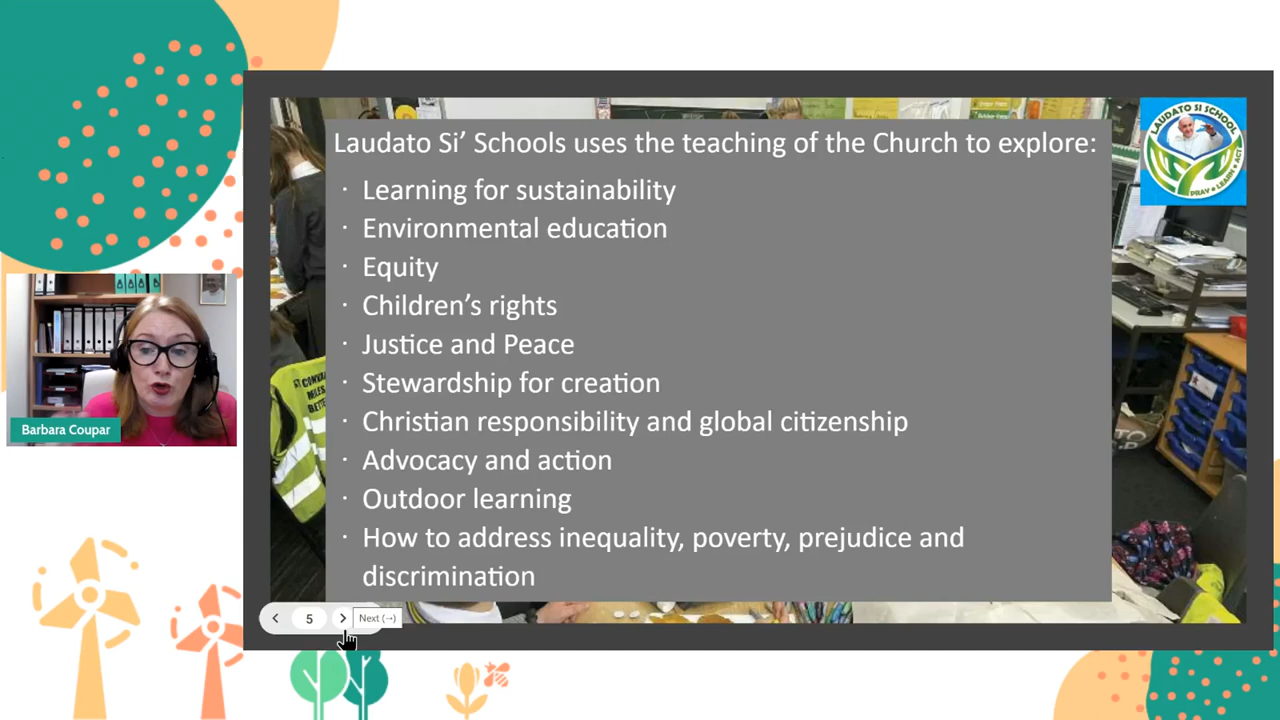 Laudato Si’ Schools uses the teaching of the Church to explore:
· Learning for sustainability
· Environmental education
· Equity
· Children’s rights
· Justice and Peace
· Stewardship for creation
· Christian responsibility and global citizenship
· Advocacy and action
· Outdoor learning
· How to address inequality, poverty, prejudice and
discrimination
LAUDATO SI SCHOOL
PRAY • LEARN • ACT
Barbara Coupar
MILES
5
Next (→)